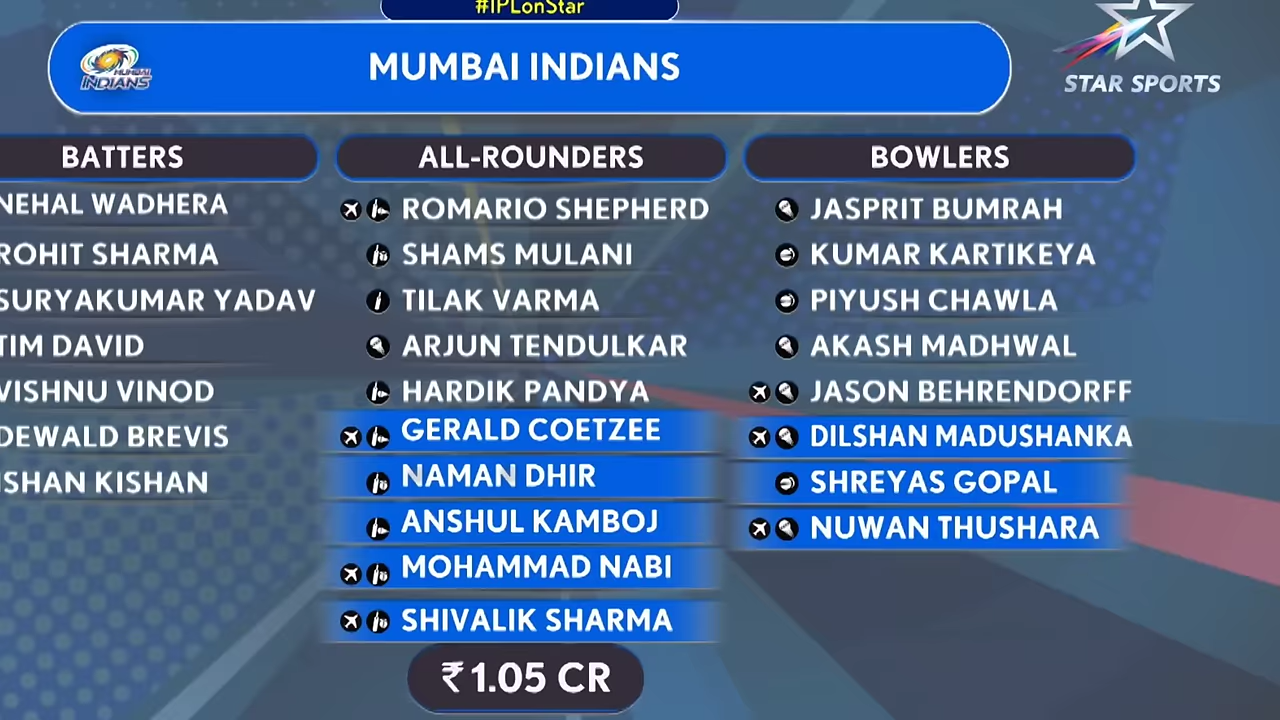 #IPLonStar
MUMBAI INDIANS
MUMBAI
INDIANS
STAR SPORTS
BATTERS
NEHAL WADHERA
ROHIT SHARMA
SURYAKUMAR YADAV
TIM DAVID
VISHNU VINOD
DEWALD BREVIS
ISHAN KISHAN
ALL-ROUNDERS
ROMARIO SHEPHERD
SHAMS MULANI
TILAK VARMA
ARJUN TENDULKAR
HARDIK PANDYA
GERALD COETZEE
NAMAN DHIR
ANSHUL KAMBOJ
MOHAMMAD NABI
SHIVALIK SHARMA
₹1.05 CR
BOWLERS
JASPRIT BUMRAH
KUMAR KARTIKEYA
PIYUSH CHAWLA
AKASH MADHWAL
JASON BEHRENDORFF
DILSHAN MADUSHANKA
SHREYAS GOPAL
NUWAN THUSHARA